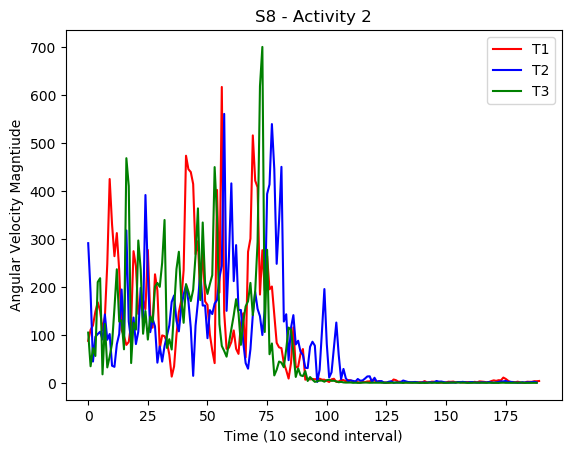 S8 - Activity 2
T1
T2
T3
700
600
500
400
300
200
100
0
Angular Velocity Magntiude
0 25 50 75 100 125 150 175
Time (10 second interval)